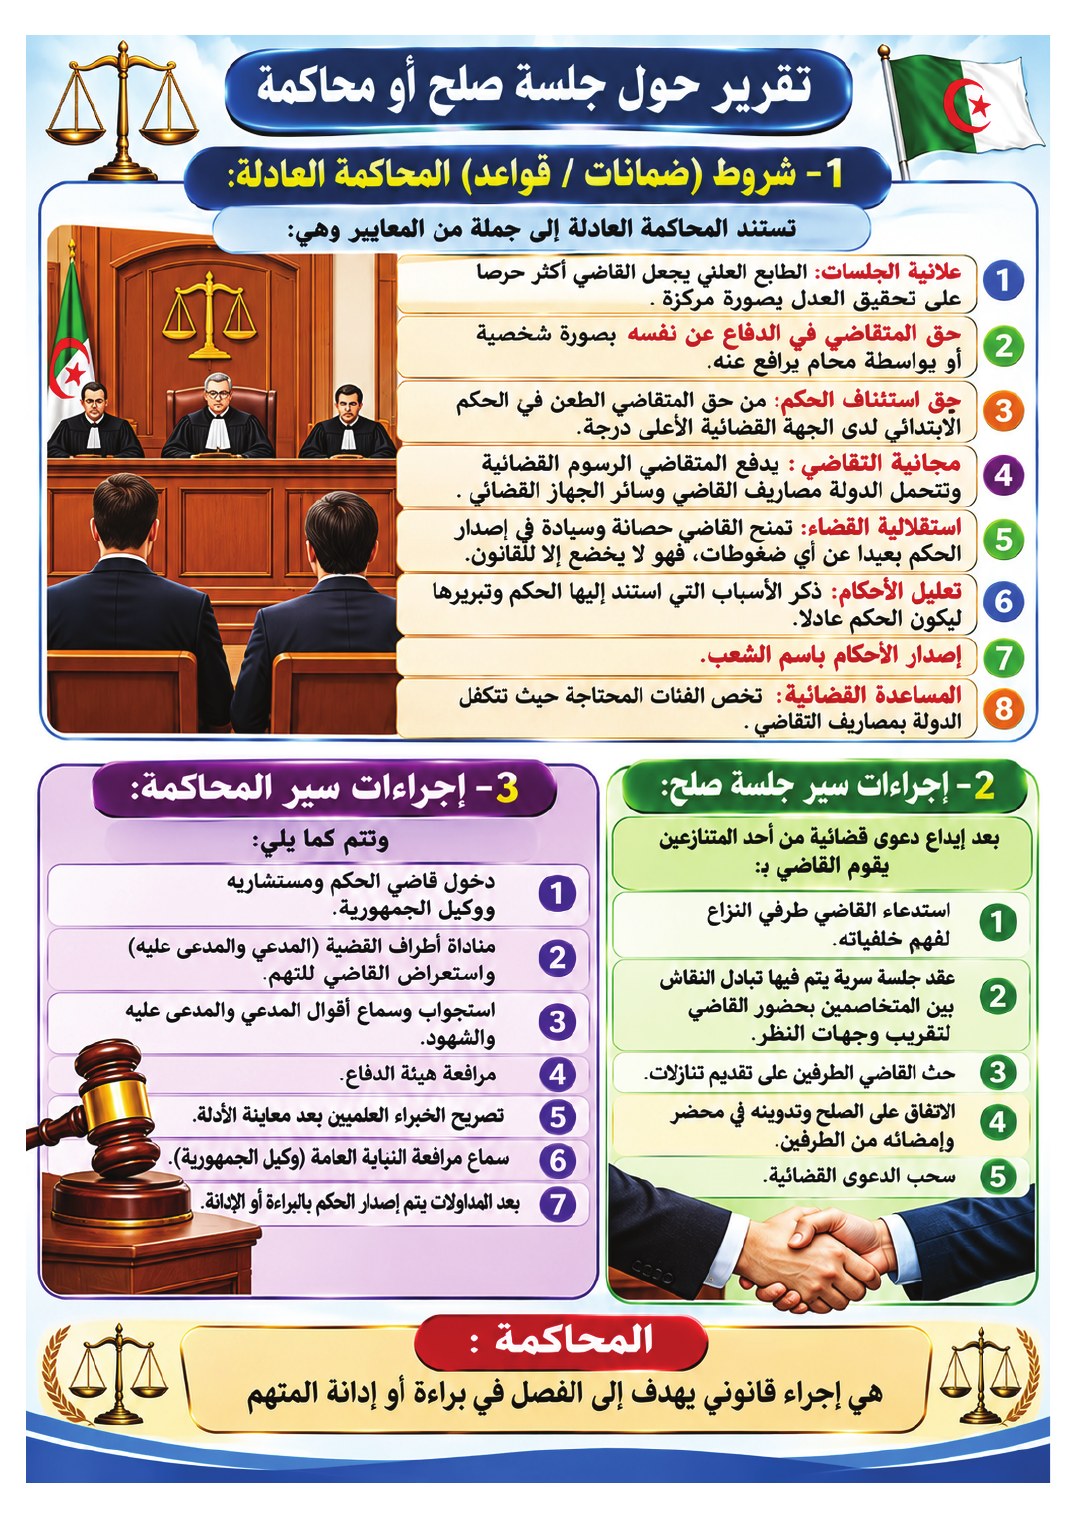 تقرير حول جلسة صلح أو محاكمة
1- شروط (ضمانات / قواعد) المحاكمة العادلة:
تستند المحاكمة العادلة إلى جملة من المعايير وهي:
1 علانية الجلسات: الطابع العلني يجعل القاضي أكثر حرصا
على تحقيق العدل بصورة مركزة .
2 حق المتقاضي في الدفاع عن نفسه بصورة شخصية
أو بواسطة محام يرافع عنه.
3 حق استئناف الحكم: من حق المتقاضي الطعن في الحكم
الابتدائي لدى الجهة القضائية الأعلى درجة.
4 مجانية التقاضي : يدفع المتقاضي الرسوم القضائية
وتتحمل الدولة مصاريف القاضي وسائر الجهاز القضائي .
5 استقلالية القضاء: تمنح القاضي حصانة وسيادة في إصدار
الحكم بعيدا عن أي ضغوطات، فهو لا يخضع إلا للقانون.
6 تعليل الأحكام: ذكر الأسباب التي استند إليها الحكم وتبريرها
ليكون الحكم عادلا.
7 إصدار الأحكام باسم الشعب.
8 المساعدة القضائية: تخص الفئات المحتاجة حيث تتكفل
الدولة بمصاريف التقاضي .
2- إجراءات سير جلسة صلح:
بعد إيداع دعوى قضائية من أحد المتنازعين
يقوم القاضي بـ:
1 استدعاء القاضي طرفي النزاع
لفهم خلفياته.
2 عقد جلسة سرية يتم فيها تبادل النقاش
بين المتخاصمين بحضور القاضي
لتقريب وجهات النظر.
3 حث القاضي الطرفين على تقديم تنازلات.
4 الاتفاق على الصلح وتدوينه في محضر
وإمضائه من الطرفين.
5 سحب الدعوى القضائية.
3- إجراءات سير المحاكمة:
وتتم كما يلي:
1 دخول قاضي الحكم ومستشاريه
ووكيل الجمهورية.
2 مناداة أطراف القضية (المدعي والمدعى عليه)
واستعراض القاضي للتهم.
3 استجواب وسماع أقوال المدعي والمدعى عليه
والشهود.
4 مرافعة هيئة الدفاع.
5 تصريح الخبراء العلميين بعد معاينة الأدلة.
6 سماع مرافعة النيابة العامة (وكيل الجمهورية).
7 بعد المداولات يتم إصدار الحكم بالبراءة أو الإدانة.
المحاكمة :
هي إجراء قانوني يهدف إلى الفصل في براءة أو إدانة المتهم